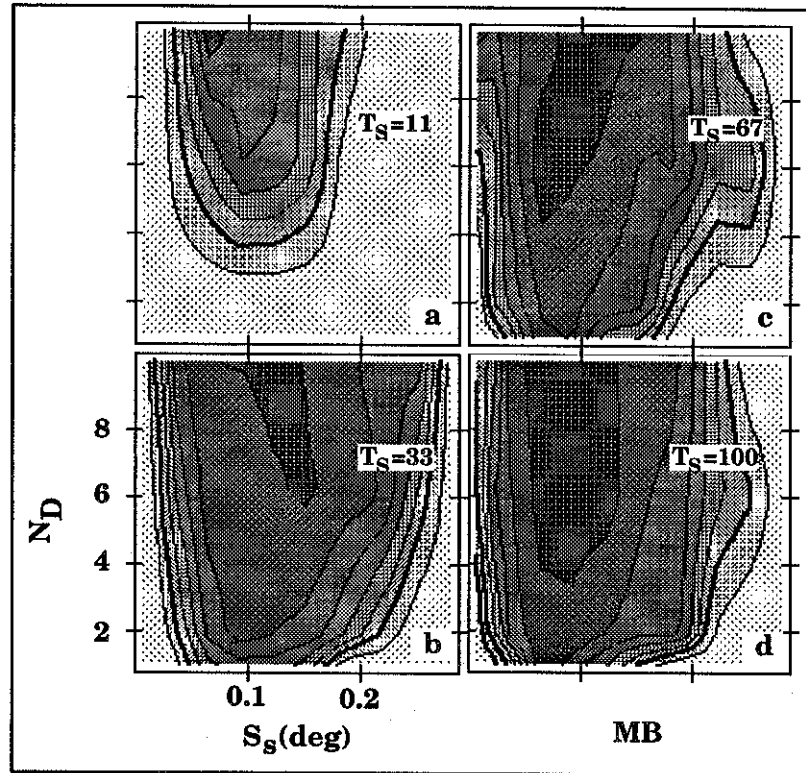 T_S=11
a
T_S=67
c
8
6
4
2
N_D
T_S=33
b
T_S=100
d
0.1
0.2
S_s(deg)
MB